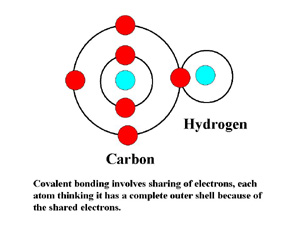 Hydrogen
Carbon
Covalent bonding involves sharing of electrons, each
atom thinking it has a complete outer shell because of
the shared electrons.